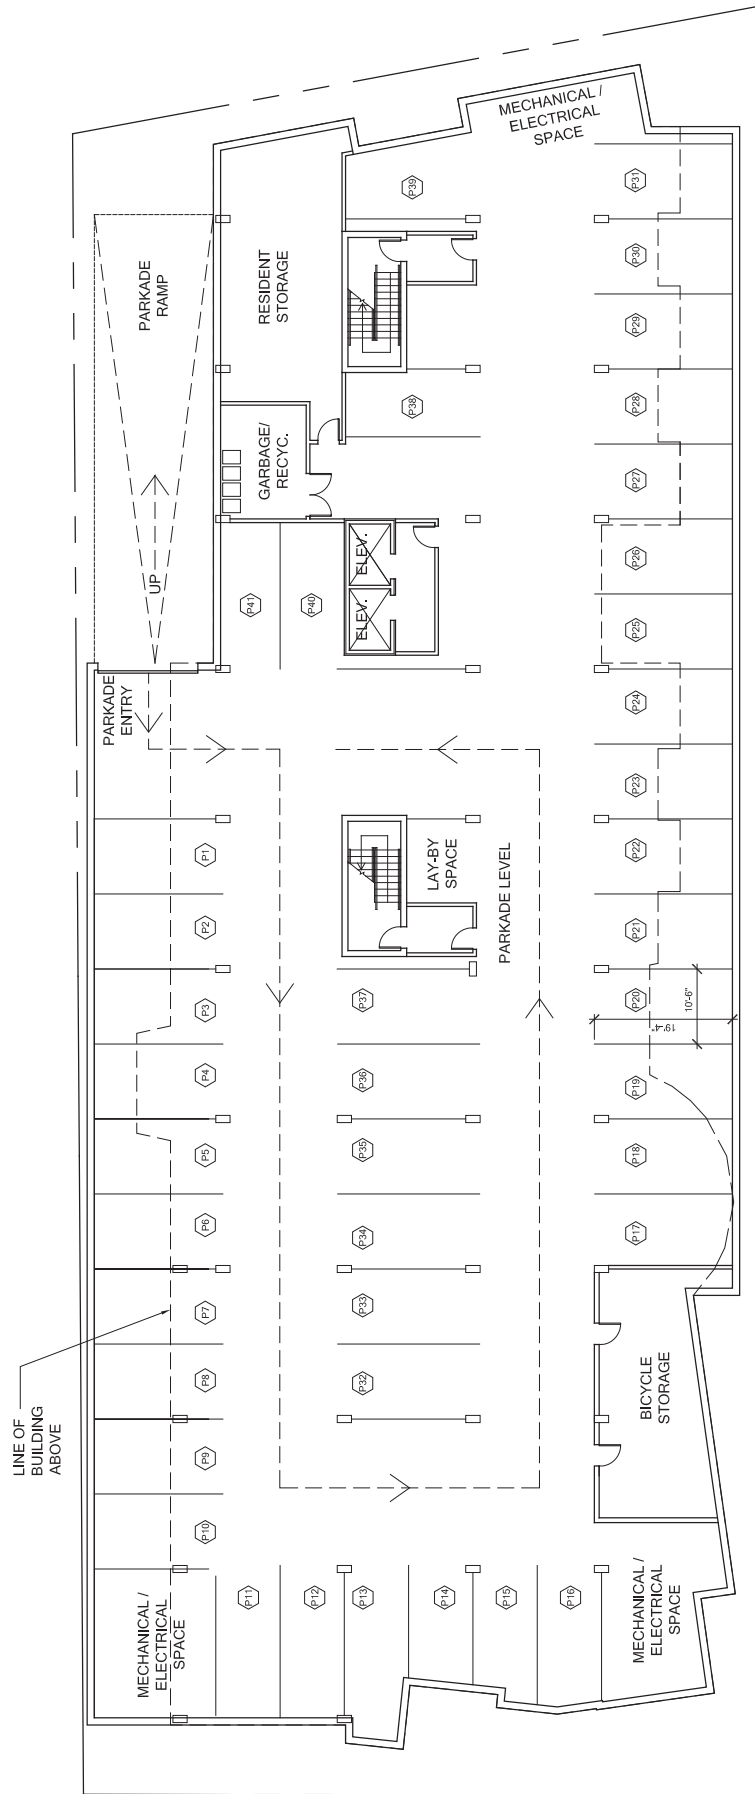 MECHANICAL /
ELECTRICAL
SPACE
P39
P31
PARKADE
RAMP
RESIDENT
STORAGE
P30
P29
P38
P28
GARBAGE/
RECYC.
P27
UP
ELEV.
ELEV.
P26
P41
P40
P25
PARKADE
ENTRY
P24
P23
P1
LAY-BY
SPACE
P22
PARKADE LEVEL
P2
P21
P3
P37
P20
10'-6"
19'-4"
P4
P36
P19
P5
P35
P18
P6
P34
P17
P7
P33
LINE OF
BUILDING
ABOVE
P8
P32
BICYCLE
STORAGE
P9
P10
MECHANICAL /
ELECTRICAL
SPACE
P11
P12
P13
P14
P15
P16
MECHANICAL /
ELECTRICAL
SPACE